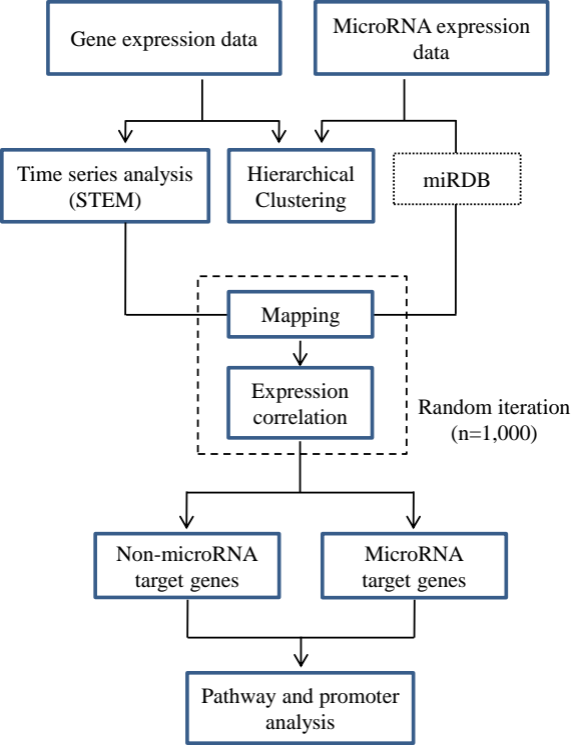 Gene expression data
MicroRNA expression
data
Time series analysis
(STEM)
Hierarchical
Clustering
miRDB
Mapping
Expression
correlation
Random iteration
(n=1,000)
Non-microRNA
target genes
MicroRNA
target genes
Pathway and promoter
analysis